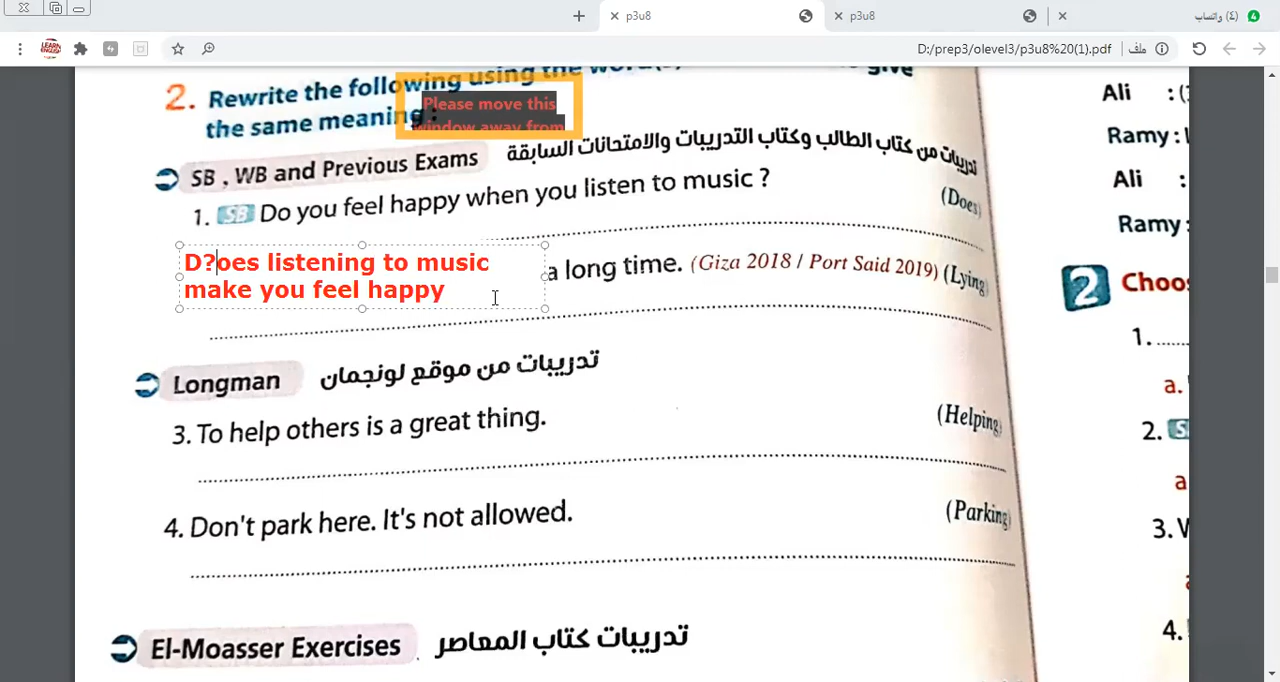 p3u8
p3u8
(٤) واتساب
D:/prep3/olevel3/p3u8%20(1).pdf
ملف
2. Rewrite the following using the word(s) give
the same meaning :
Please move this
window away from
SB , WB and Previous Exams تدريبات من كتاب الطالب وكتاب التدريبات والامتحانات السابقة
1. SB Do you feel happy when you listen to music ? (Does)
D?oes listening to music
make you feel happy
a long time. (Giza 2018 / Port Said 2019) (Lying)
Longman تدريبات من موقع لونجمان
3. To help others is a great thing. (Helping)
4. Don't park here. It's not allowed. (Parking)
El-Moasser Exercises تدريبات كتاب المعاصر
Ali : (
Ramy :
Ali :
Ramy :
2 Choos
1. ......
a.
2. S
a
3.
4.